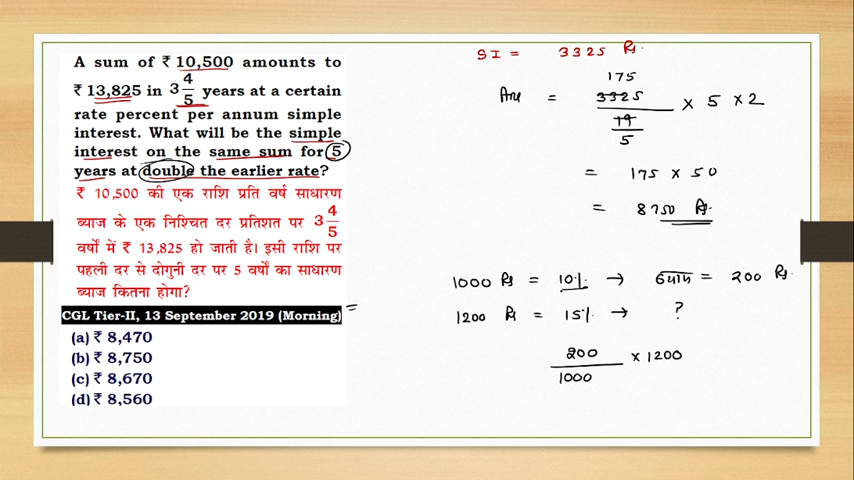 A sum of ₹ 10,500 amounts to
₹ 13,825 in 3 4/5 years at a certain
rate percent per annum simple
interest. What will be the simple
interest on the same sum for 5
years at double the earlier rate?
₹ 10,500 की एक राशि प्रति वर्ष साधारण
ब्याज के एक निश्चित दर प्रतिशत पर 3 4/5
वर्षों में ₹ 13,825 हो जाती है। इसी राशि पर
पहली दर से दोगुनी दर पर 5 वर्षों का साधारण
ब्याज कितना होगा?
CGL Tier-II, 13 September 2019 (Morning)
(a) ₹ 8,470
(b) ₹ 8,750
(c) ₹ 8,670
(d) ₹ 8,560
SI = 3325 Rs.
175
Ans = 3325 × 5 × 2
19
5
= 175 × 50
= 8750 Rs.
1000 Rs = 10% → ब्याज = 200 Rs.
=
1200 Rs = 15% → ?
200 × 1200
1000